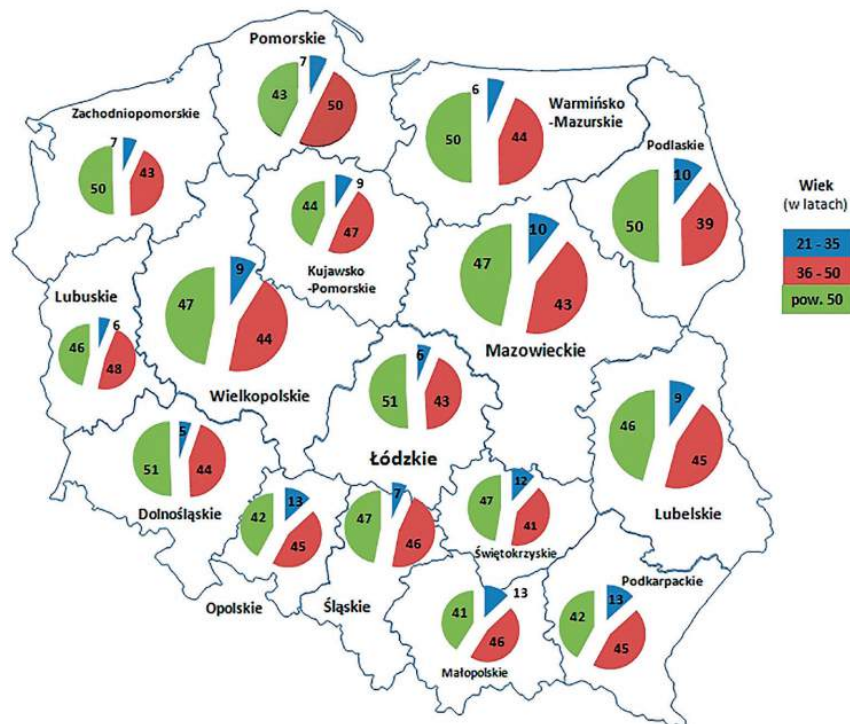 Pomorskie
7
43
50
Zachodniopomorskie
7
50
43
6
50
44
Warmińsko
-Mazurskie
Podlaskie
10
50
39
Wiek
(w latach)
21 - 35
36 - 50
pow. 50
9
44
47
Kujawsko
-Pomorskie
10
47
43
Mazowieckie
Lubuskie
6
46
48
9
47
44
Wielkopolskie
6
51
43
Łódzkie
9
46
45
Lubelskie
5
51
44
Dolnośląskie
13
42
45
Opolskie
7
47
46
Śląskie
12
47
41
Świętokrzyskie
13
41
46
Małopolskie
Podkarpackie
13
42
45